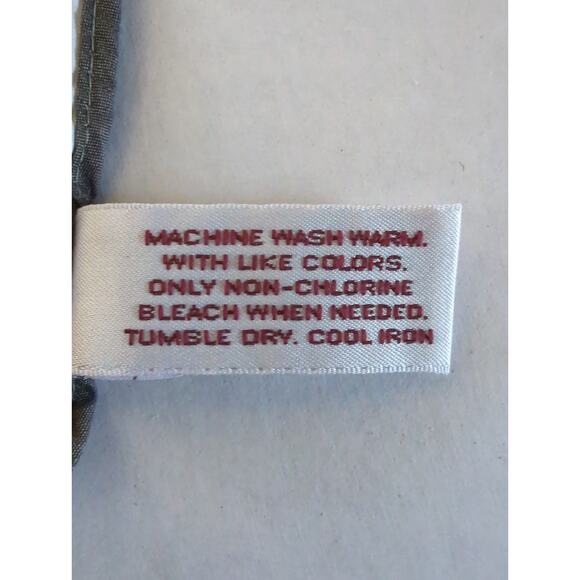 MACHINE WASH WARM.
WITH LIKE COLORS.
ONLY NON-CHLORINE
BLEACH WHEN NEEDED.
TUMBLE DRY. COOL IRON